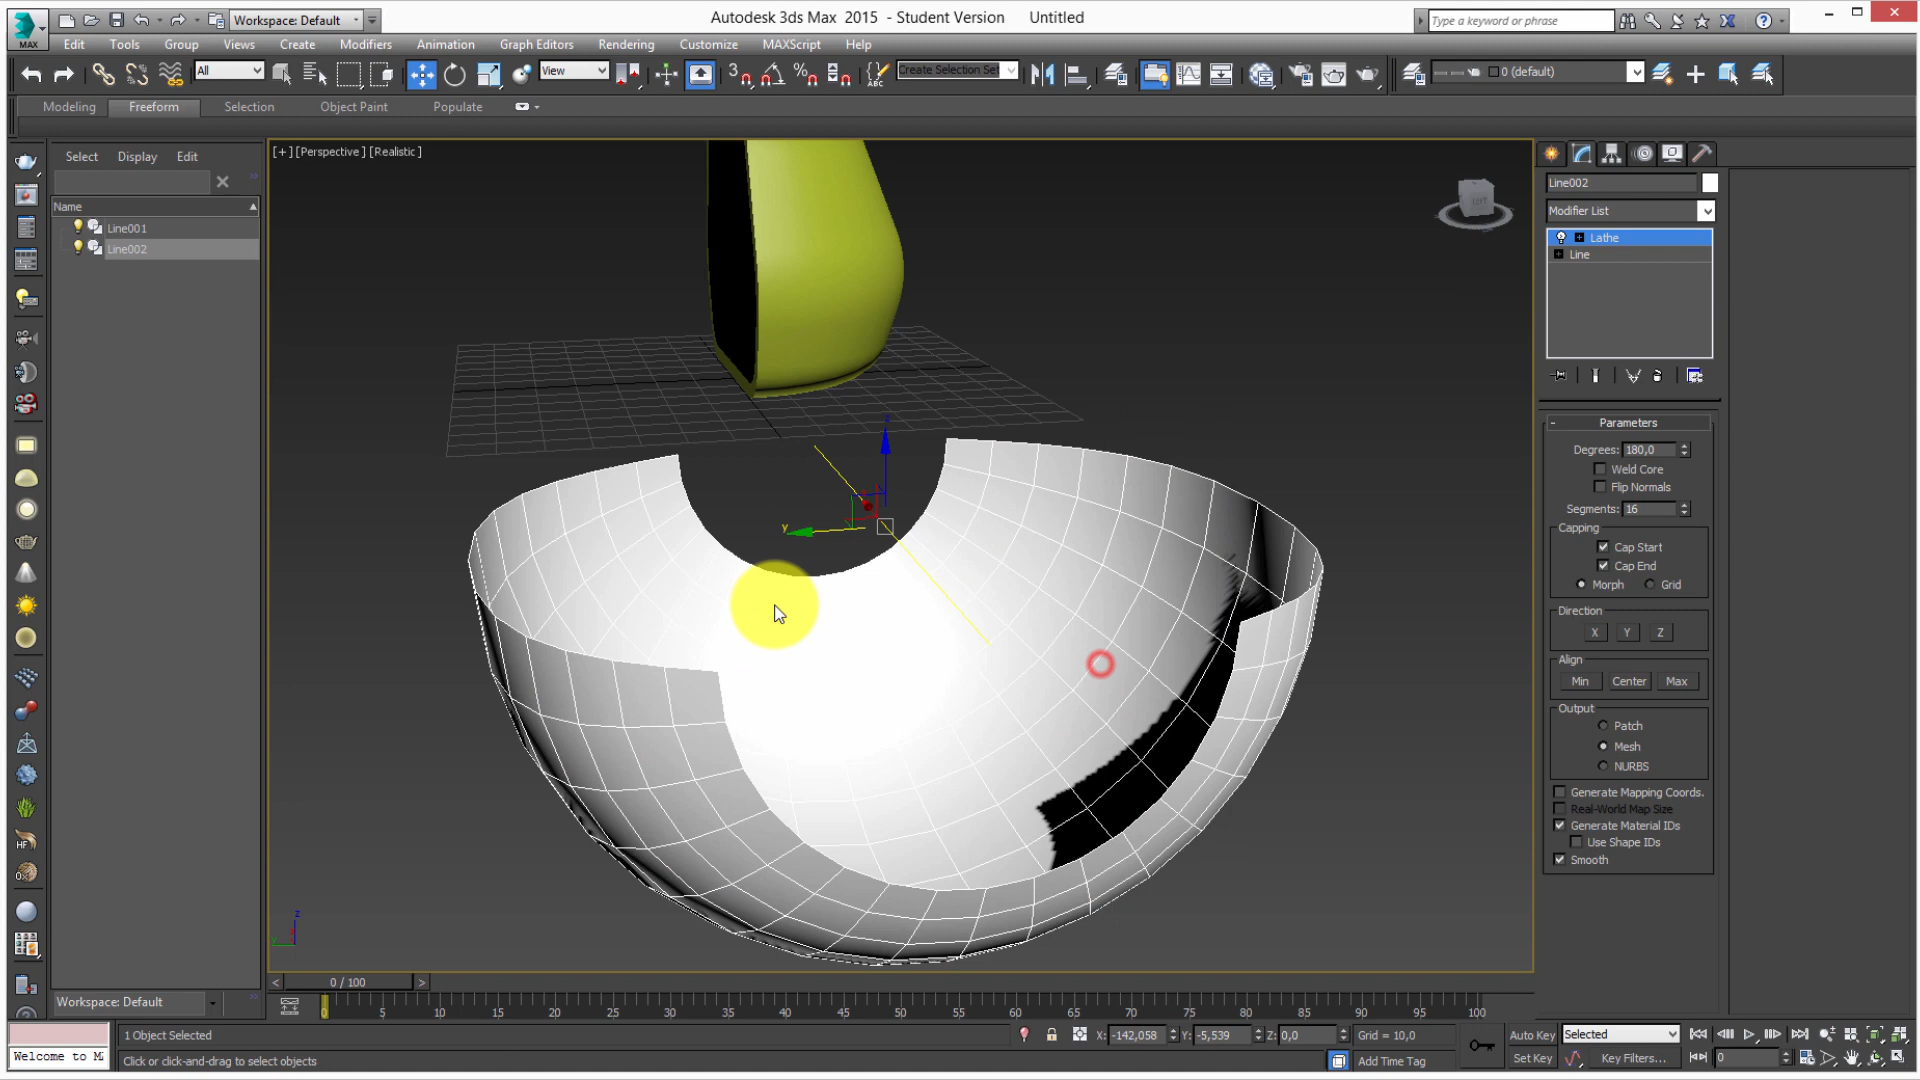 Workspace: Default
Autodesk 3ds Max 2015 - Student Version Untitled
Type a keyword or phrase
MAX
Edit Tools Group Views Create Modifiers Animation Graph Editors Rendering Customize MAXScript Help
All
View
Create Selection Set
0 (default)
Modeling Freeform Selection Object Paint Populate
Select Display Edit
Name
Line001
Line002
[+] [Perspective] [Realistic]
Line002
Modifier List
Lathe
Line
Parameters
Degrees: 180,0
Weld Core
Flip Normals
Segments: 16
Capping
Cap Start
Cap End
Morph Grid
Direction
X Y Z
Align
Min Center Max
Output
Patch
Mesh
NURBS
Generate Mapping Coords.
Real-World Map Size
Generate Material IDs
Use Shape IDs
Smooth
z
y
z
y
Workspace: Default
0 / 100
0 5 10 15 20 25 30 35 40 45 50 55 60 65 70 75 80 85 90 95 100
1 Object Selected
X: -142,058 Y: -5,539 Z: 0,0 Grid = 10,0
Auto Key Selected
Welcome to M
Click or click-and-drag to select objects
Add Time Tag
Set Key Key Filters... 0